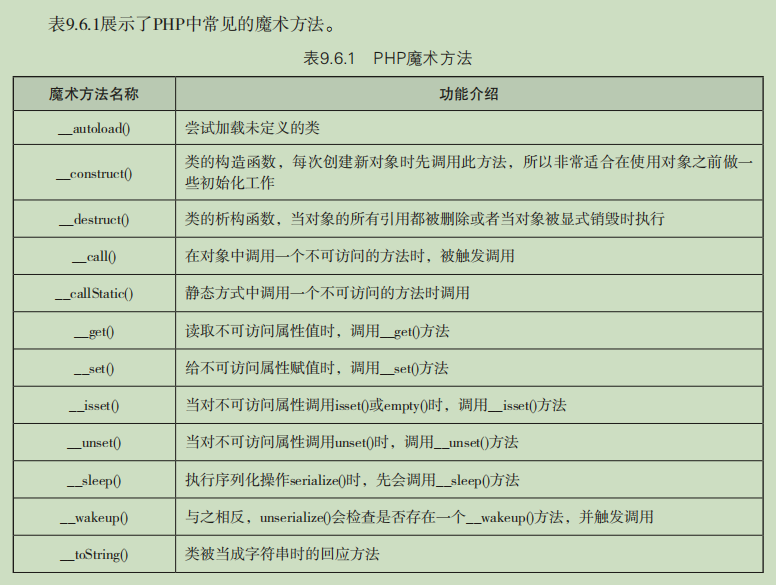 表9.6.1展示了PHP中常见的魔术方法。
表9.6.1 PHP魔术方法
魔术方法名称 功能介绍
__autoload() 尝试加载未定义的类
__construct() 类的构造函数，每次创建新对象时先调用此方法，所以非常适合在使用对象之前做一
些初始化工作
__destruct() 类的析构函数，当对象的所有引用都被删除或者当对象被显式销毁时执行
__call() 在对象中调用一个不可访问的方法时，被触发调用
__callStatic() 静态方式中调用一个不可访问的方法时调用
__get() 读取不可访问属性值时，调用__get()方法
__set() 给不可访问属性赋值时，调用__set()方法
__isset() 当对不可访问属性调用isset()或empty()时，调用__isset()方法
__unset() 当对不可访问属性调用unset()时，调用__unset()方法
__sleep() 执行序列化操作serialize()时，先会调用__sleep()方法
__wakeup() 与之相反，unserialize()会检查是否存在一个__wakeup()方法，并触发调用
__toString() 类被当成字符串时的回应方法